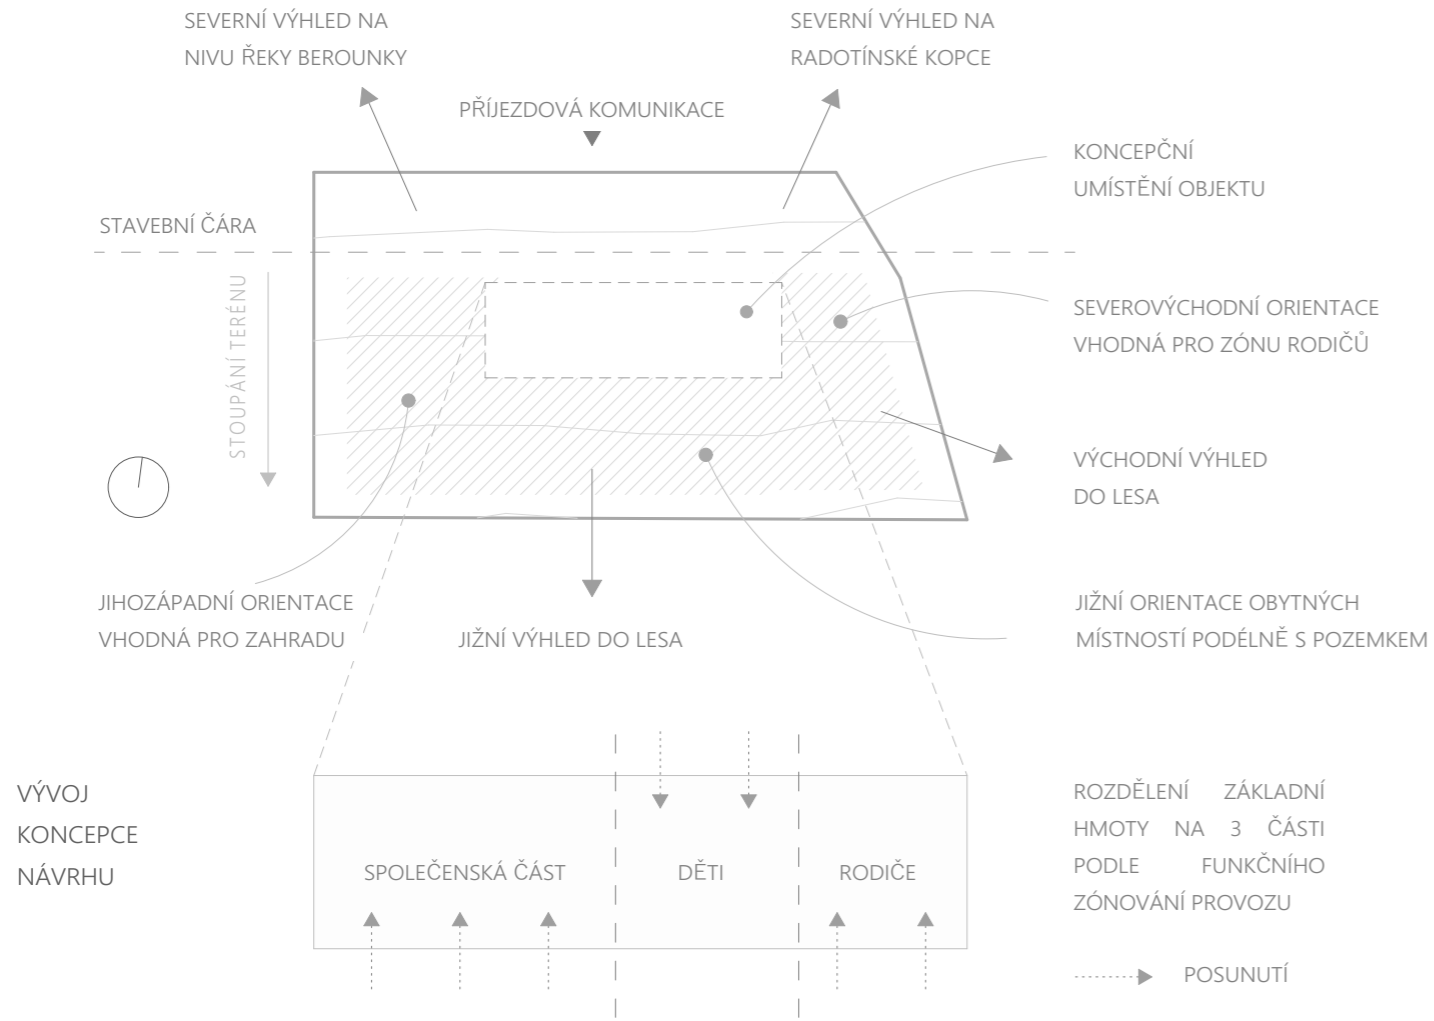 SEVERNÍ VÝHLED NA
NIVU ŘEKY BEROUNKY
SEVERNÍ VÝHLED NA
RADOTÍNSKÉ KOPCE
PŘÍJEZDOVÁ KOMUNIKACE
KONCEPČNÍ
UMÍSTĚNÍ OBJEKTU
STAVEBNÍ ČÁRA
STOUPÁNÍ TERÉNU
SEVEROVÝCHODNÍ ORIENTACE
VHODNÁ PRO ZÓNU RODIČŮ
VÝCHODNÍ VÝHLED
DO LESA
JIHOZÁPADNÍ ORIENTACE
VHODNÁ PRO ZAHRADU
JIŽNÍ VÝHLED DO LESA
JIŽNÍ ORIENTACE OBYTNÝCH
MÍSTNOSTÍ PODÉLNĚ S POZEMKEM
VÝVOJ
KONCEPCE
NÁVRHU
SPOLEČENSKÁ ČÁST
DĚTI
RODIČE
ROZDĚLENÍ ZÁKLADNÍ
HMOTY NA 3 ČÁSTI
PODLE FUNKČNÍHO
ZÓNOVÁNÍ PROVOZU
POSUNUTÍ